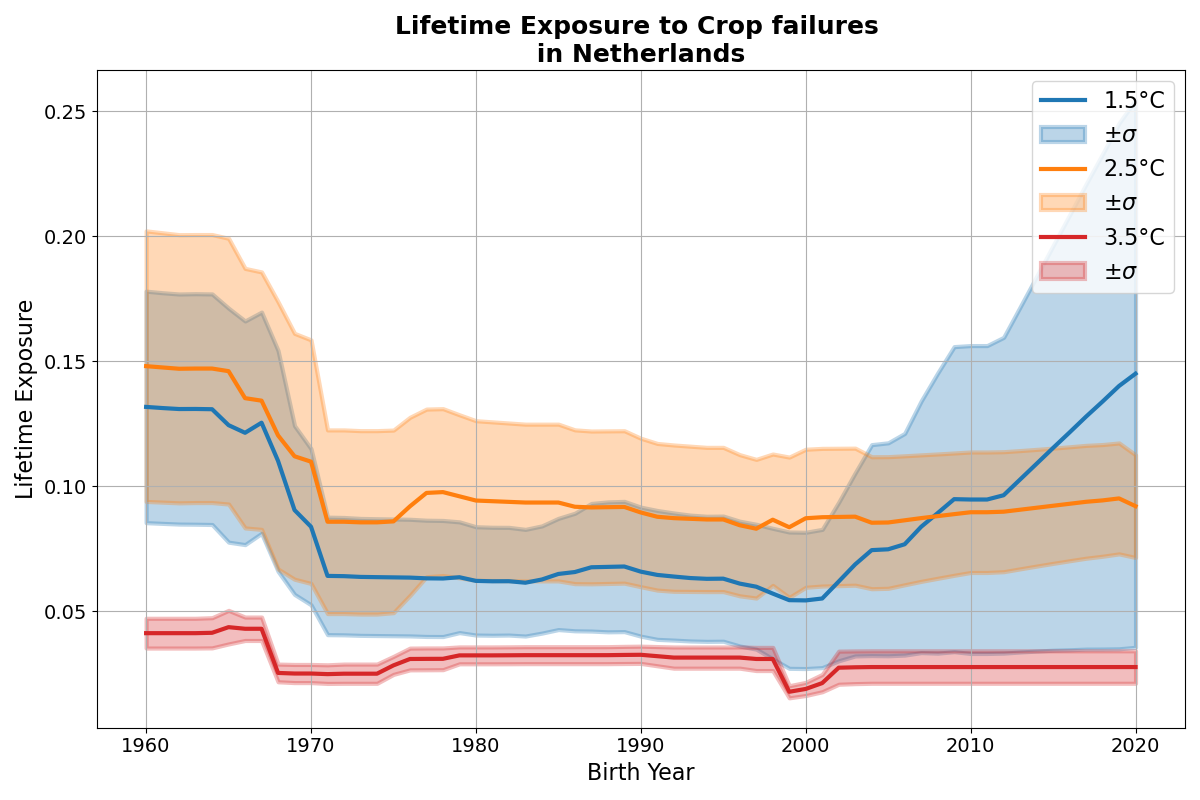 Lifetime Exposure to Crop failures
in Netherlands
Lifetime Exposure
0.25
0.20
0.15
0.10
0.05
1960
1970
1980
1990
2000
2010
2020
Birth Year
1.5°C
±σ
2.5°C
±σ
3.5°C
±σ